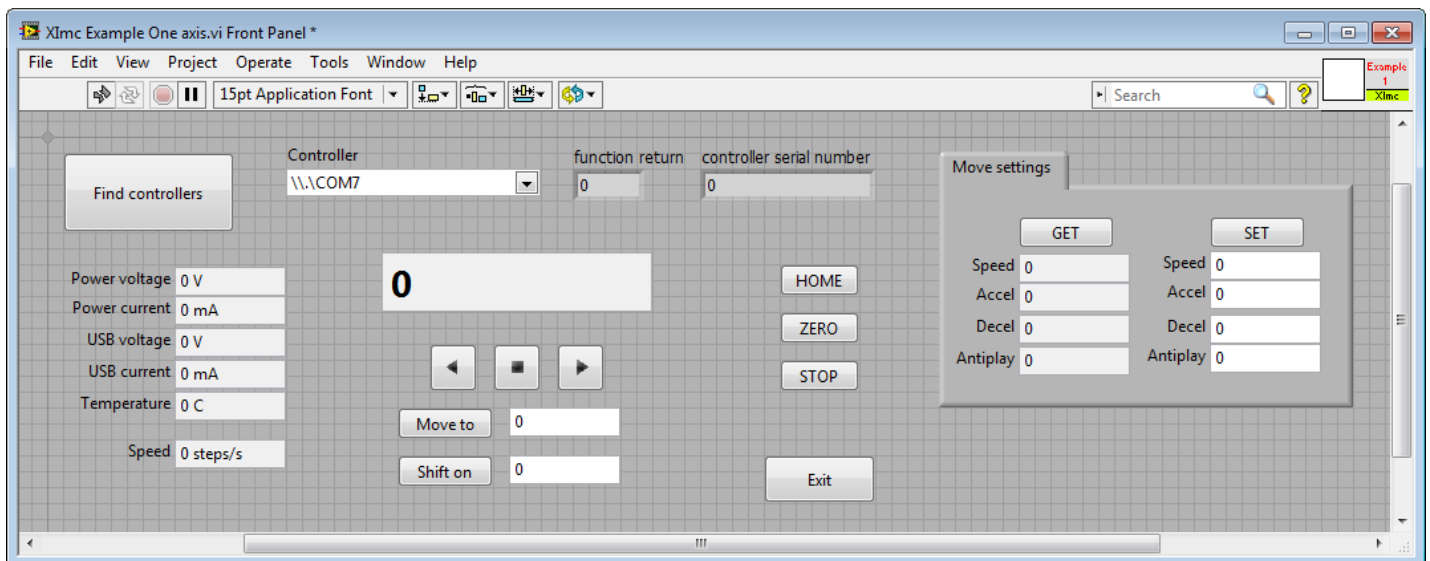 XImc Example One axis.vi Front Panel *
File Edit View Project Operate Tools Window Help
15pt Application Font
Search
?
Example
1
XImc
Controller
function return
controller serial number
Find controllers
\\.\COM7
0
0
Move settings
GET
SET
Power voltage 0 V
Power current 0 mA
USB voltage 0 V
USB current 0 mA
Temperature 0 C
Speed 0 steps/s
0
Move to 0
Shift on 0
HOME
ZERO
STOP
Exit
Speed 0
Accel 0
Decel 0
Antiplay 0
Speed 0
Accel 0
Decel 0
Antiplay 0